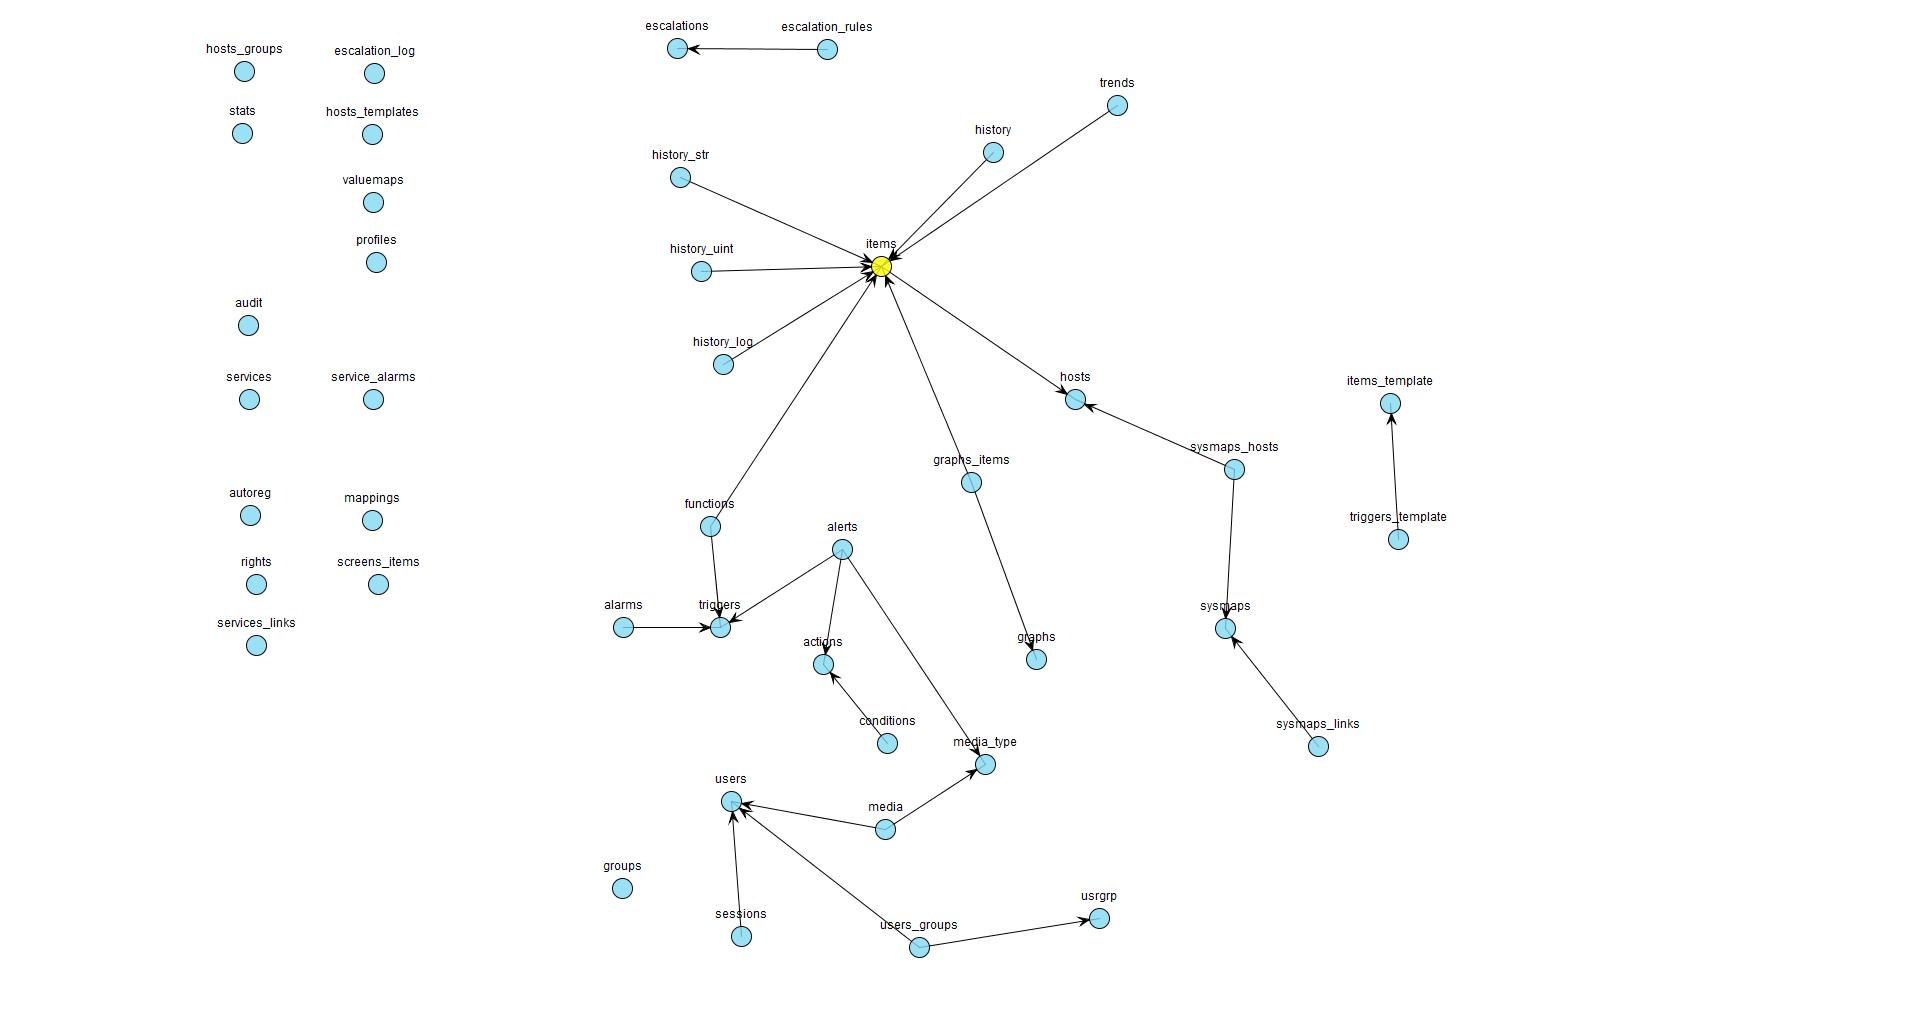 escalations
escalation_rules
hosts_groups
escalation_log
trends
stats
hosts_templates
history
history_str
valuemaps
profiles
items
history_uint
audit
history_log
services
service_alarms
hosts
items_template
sysmaps_hosts
graphs_items
autoreg
mappings
functions
triggers_template
alerts
rights
screens_items
alarms
triggers
sysmaps
services_links
actions
graphs
conditions
sysmaps_links
media_type
users
media
groups
usrgrp
sessions
users_groups